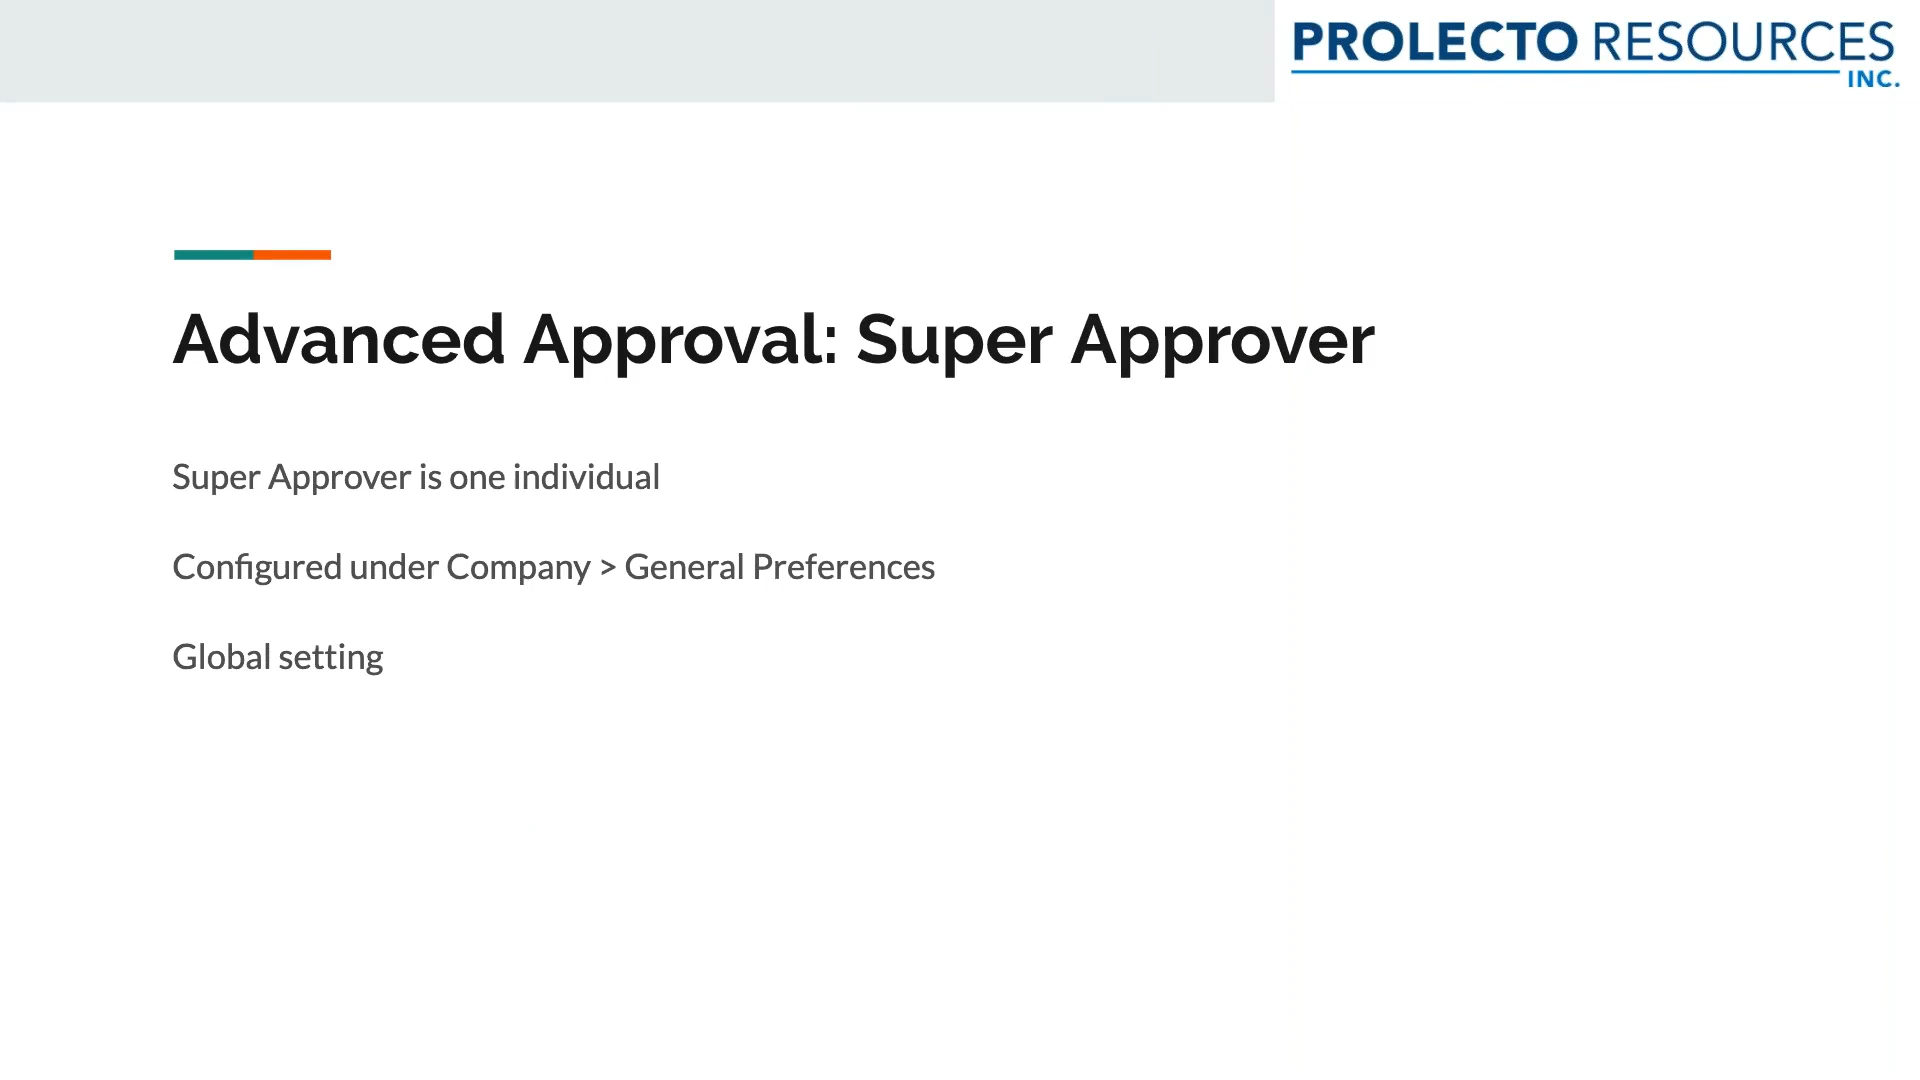 PROLECTO RESOURCES
INC.
Advanced Approval: Super Approver
Super Approver is one individual
Configured under Company > General Preferences
Global setting